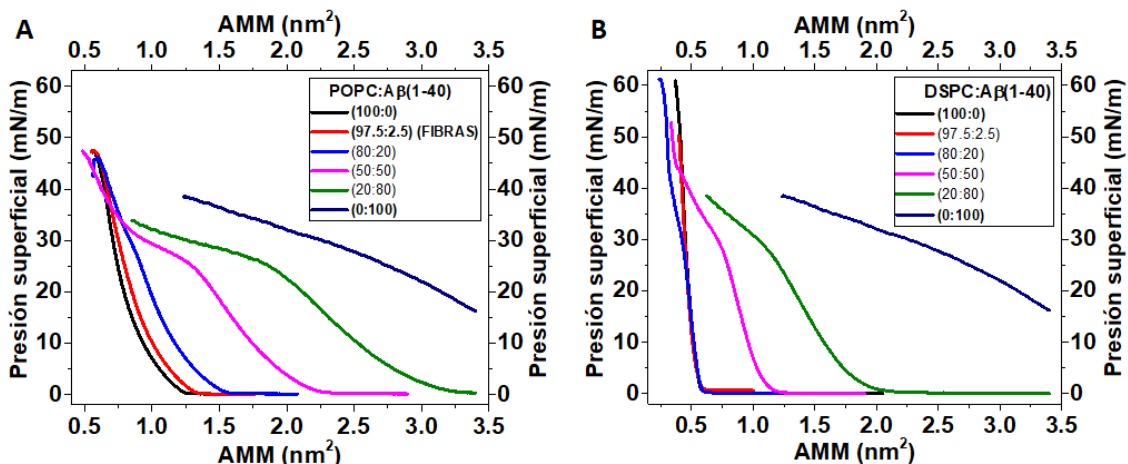 A
AMM (nm²)
0.5 1.0 1.5 2.0 2.5 3.0 3.5
Presión superficial (mN/m)
60
50
40
30
20
10
0
POPC:Aβ(1-40)
(100:0)
(97.5:2.5) (FIBRAS)
(80:20)
(50:50)
(20:80)
(0:100)
60
50
40
30
20
10
0
Presión superficial (mN/m)
0.5 1.0 1.5 2.0 2.5 3.0 3.5
AMM (nm²)
B
AMM (nm²)
0.5 1.0 1.5 2.0 2.5 3.0 3.5
Presión superficial (mN/m)
60
50
40
30
20
10
0
DSPC:Aβ(1-40)
(100:0)
(97.5:2.5)
(80:20)
(50:50)
(20:80)
(0:100)
60
50
40
30
20
10
0
Presión superficial (mN/m)
0.5 1.0 1.5 2.0 2.5 3.0 3.5
AMM (nm²)